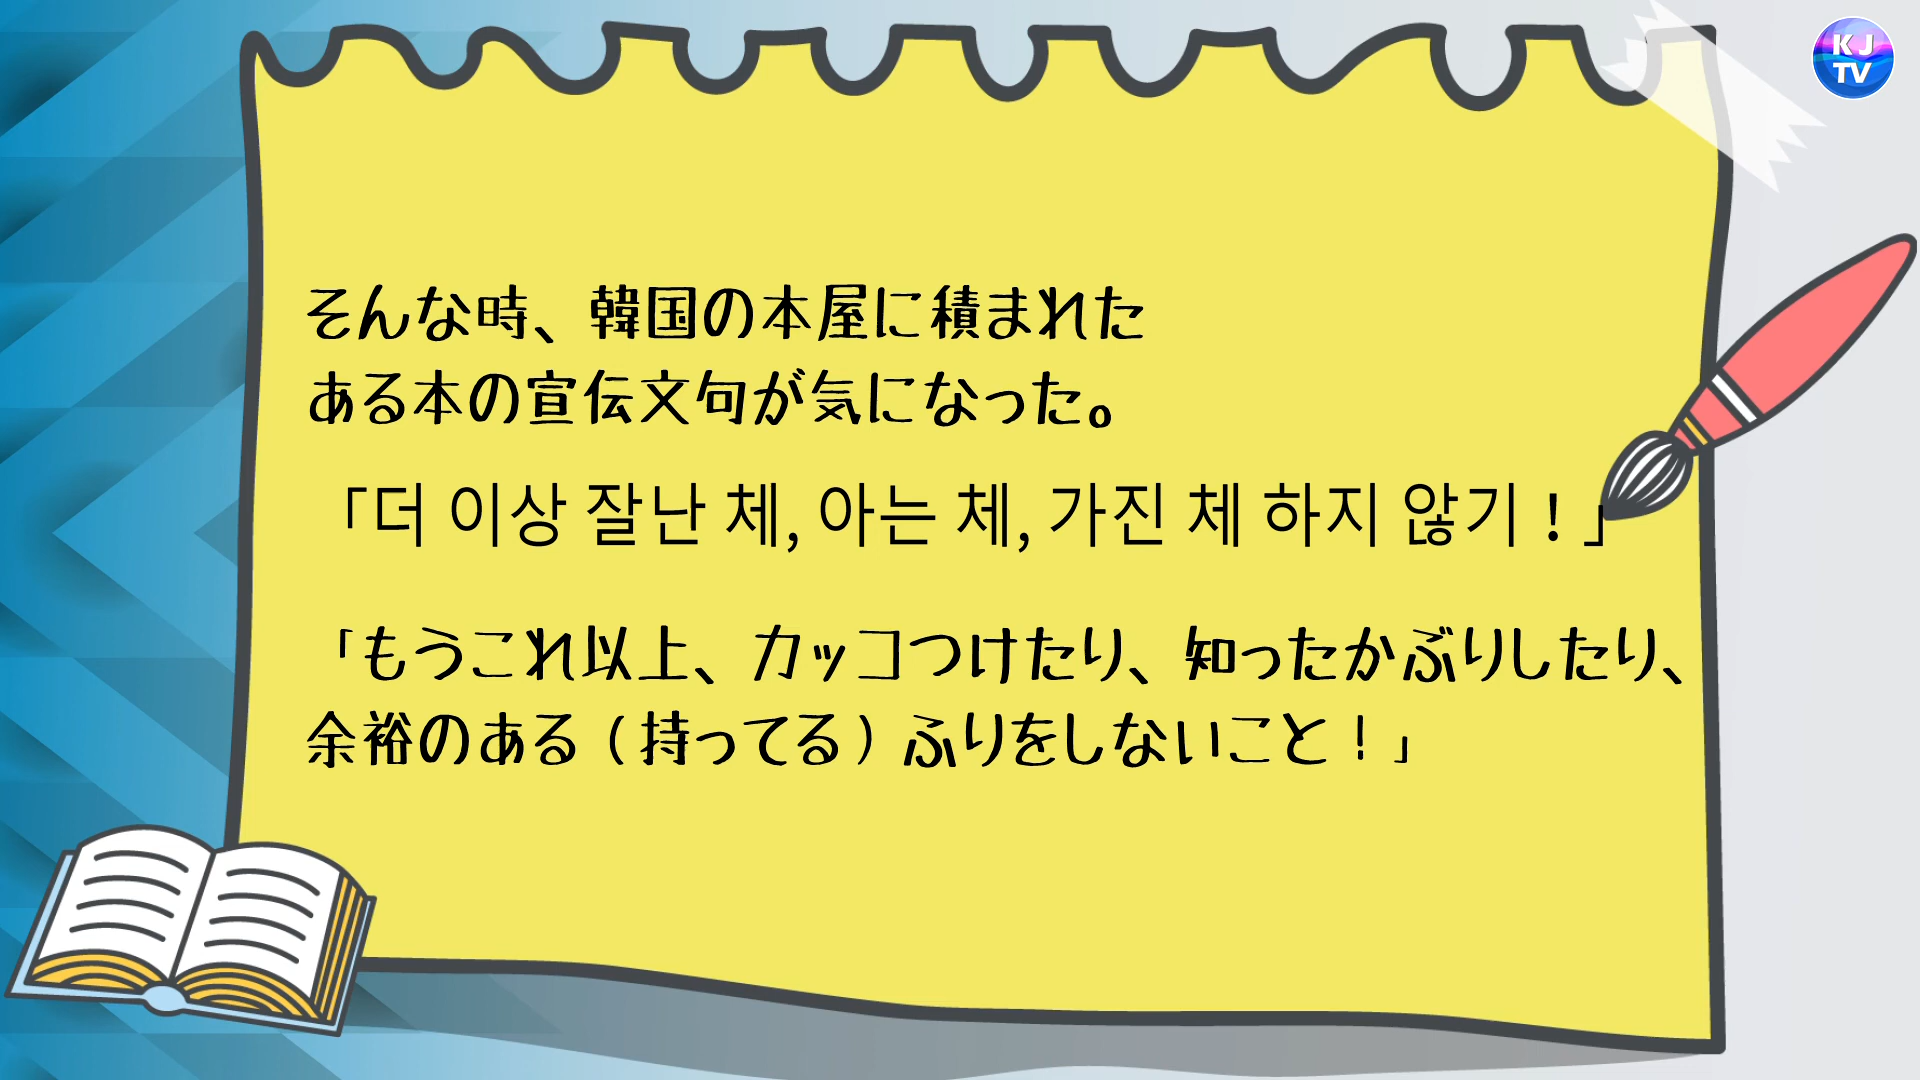 KJ
TV
そんな時、韓国の本屋に積まれた
ある本の宣伝文句が気になった。
「더 이상 잘난 체, 아는 체, 가진 체 하지 않기！」
「もうこれ以上、カッコつけたり、知ったかぶりしたり、
余裕のある（持ってる）ふりをしないこと！」